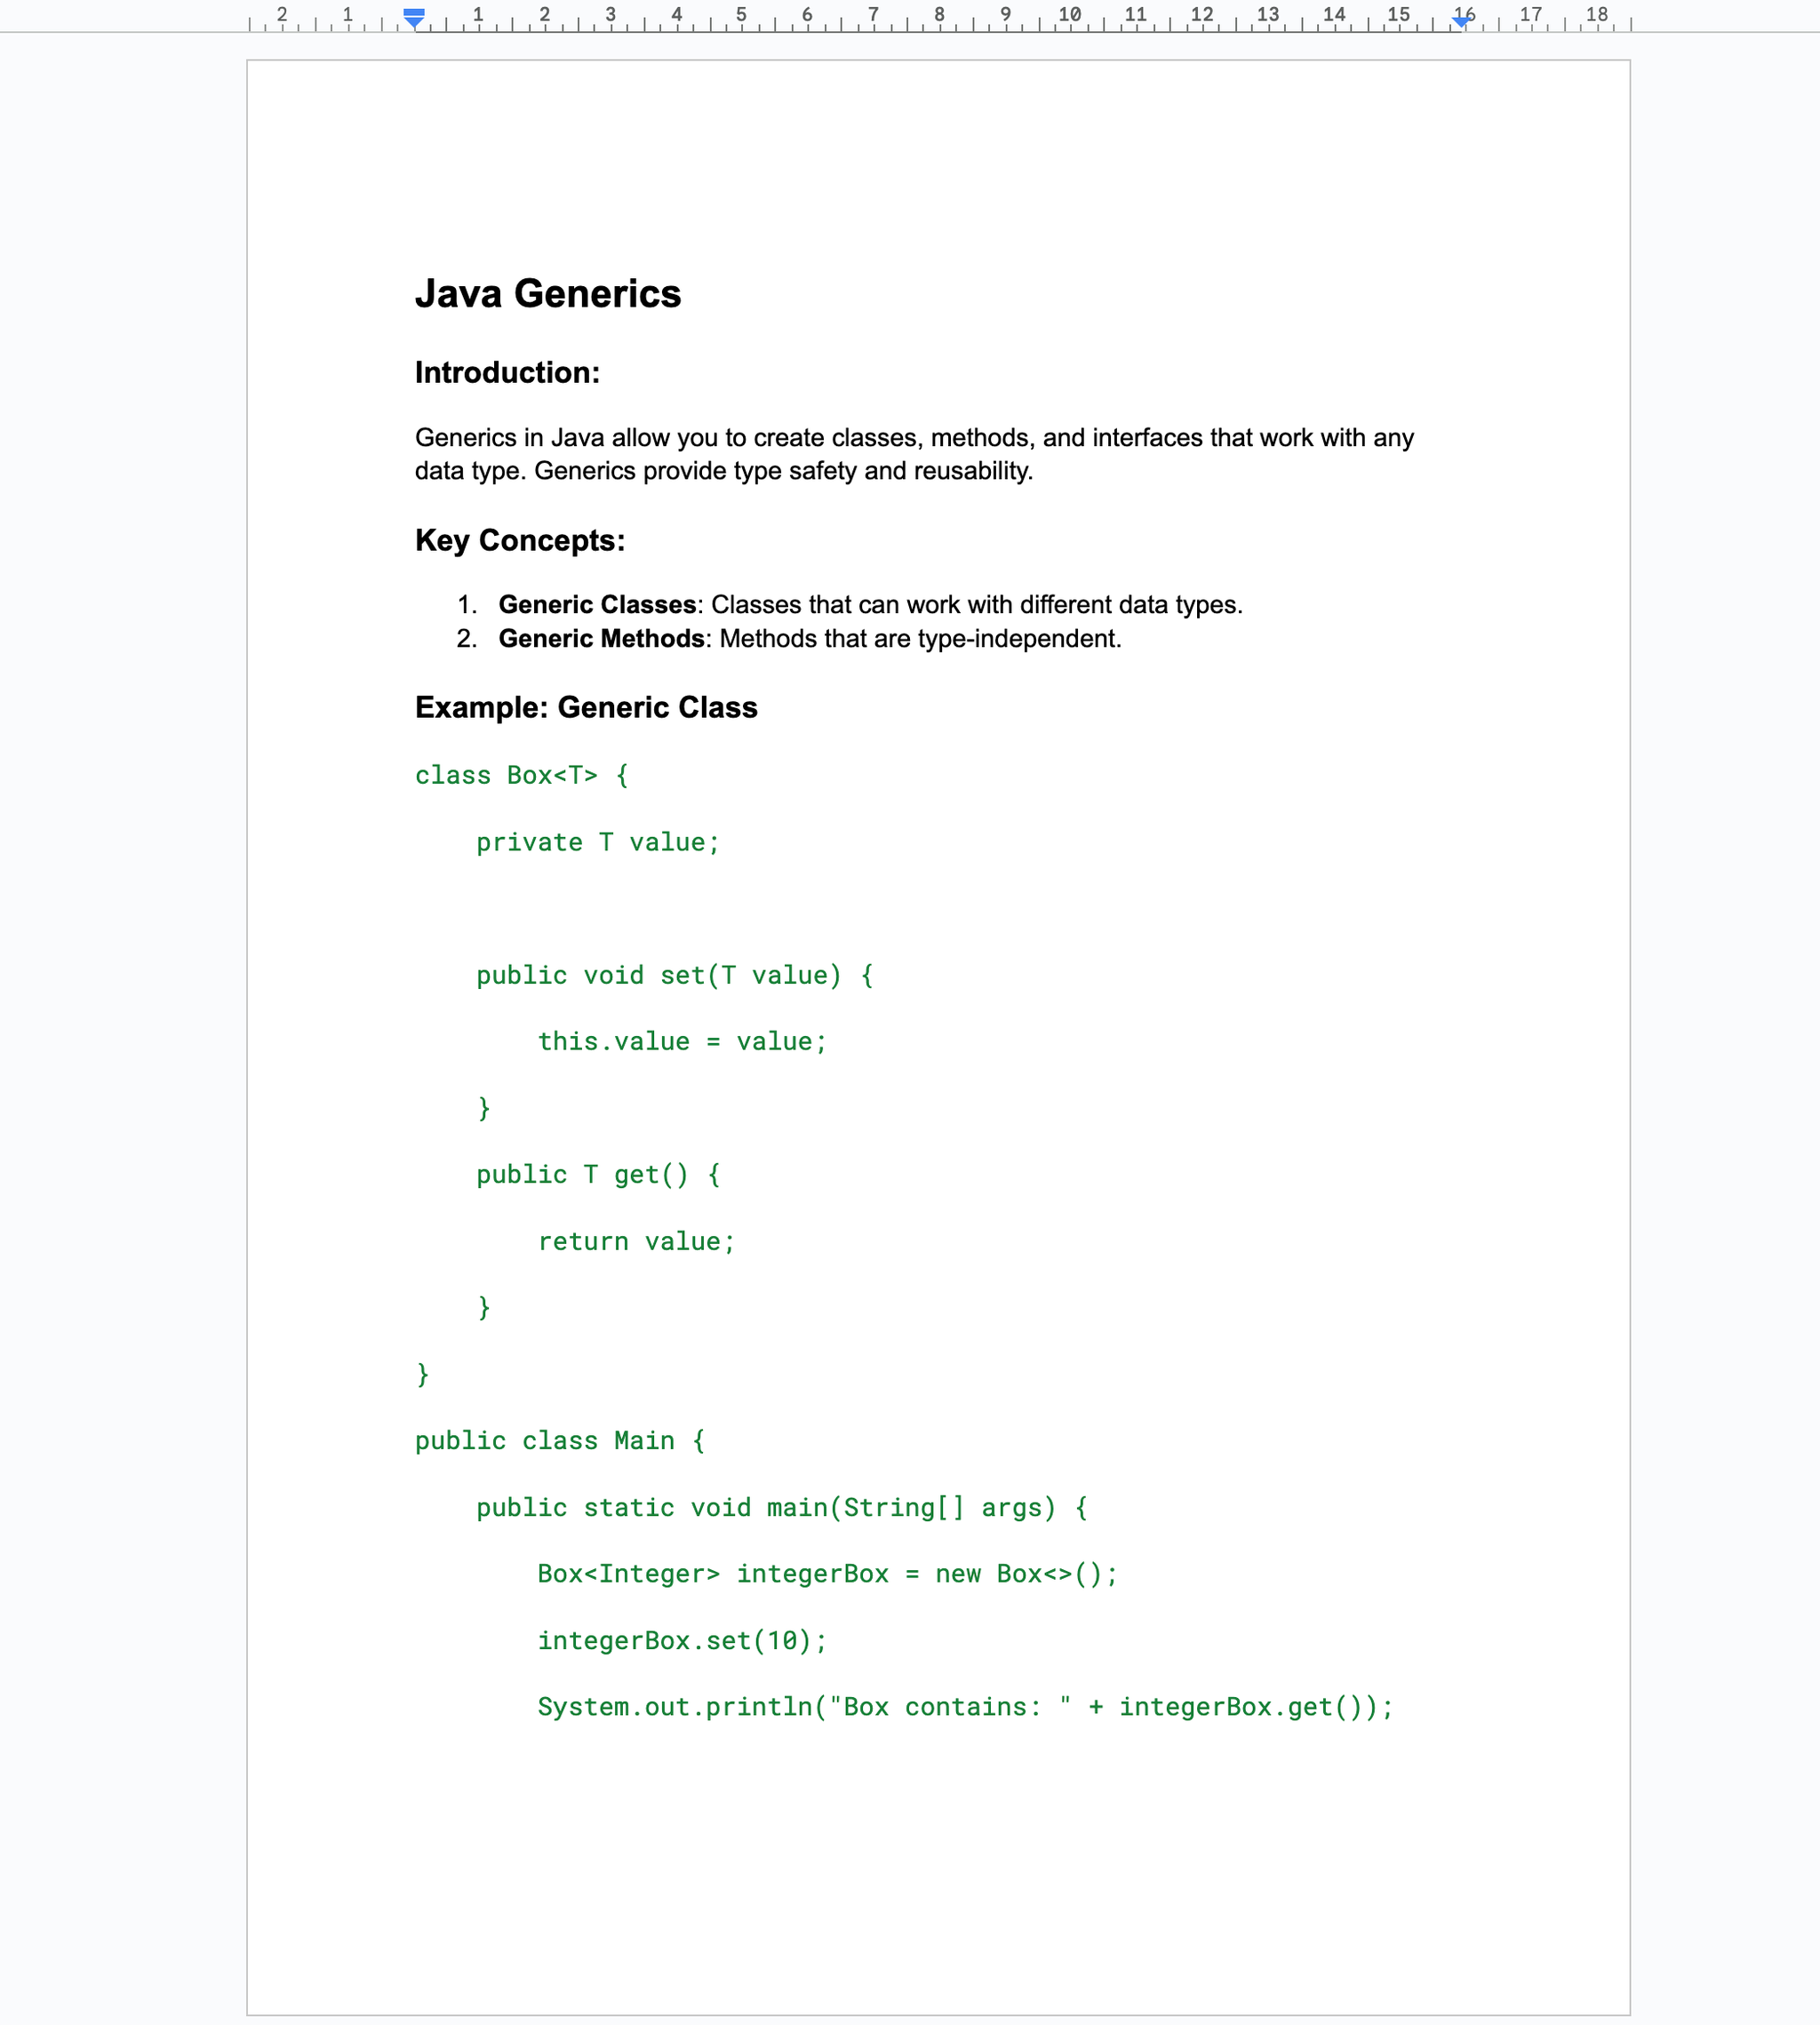 2 1 1 2 3 4 5 6 7 8 9 10 11 12 13 14 15 16 17 18
Java Generics
Introduction:
Generics in Java allow you to create classes, methods, and interfaces that work with any
data type. Generics provide type safety and reusability.
Key Concepts:
1. Generic Classes: Classes that can work with different data types.
2. Generic Methods: Methods that are type-independent.
Example: Generic Class
class Box<T> {
    private T value;
    public void set(T value) {
        this.value = value;
    }
    public T get() {
        return value;
    }
}
public class Main {
    public static void main(String[] args) {
        Box<Integer> integerBox = new Box<>();
        integerBox.set(10);
        System.out.println("Box contains: " + integerBox.get());